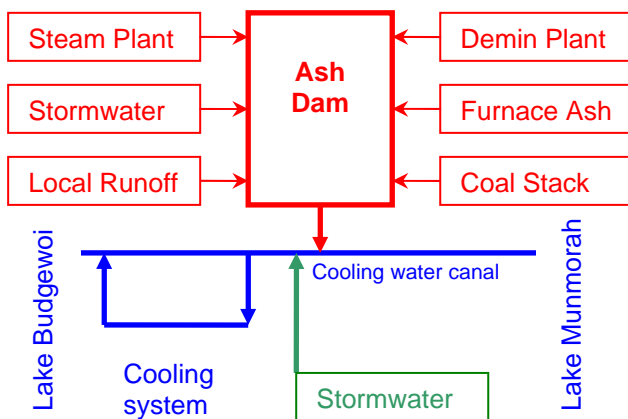 Steam Plant
Ash
Dam
Demin Plant
Stormwater
Furnace Ash
Local Runoff
Coal Stack
Lake Budgewoi
Cooling water canal
Lake Munmorah
Cooling
system
Stormwater